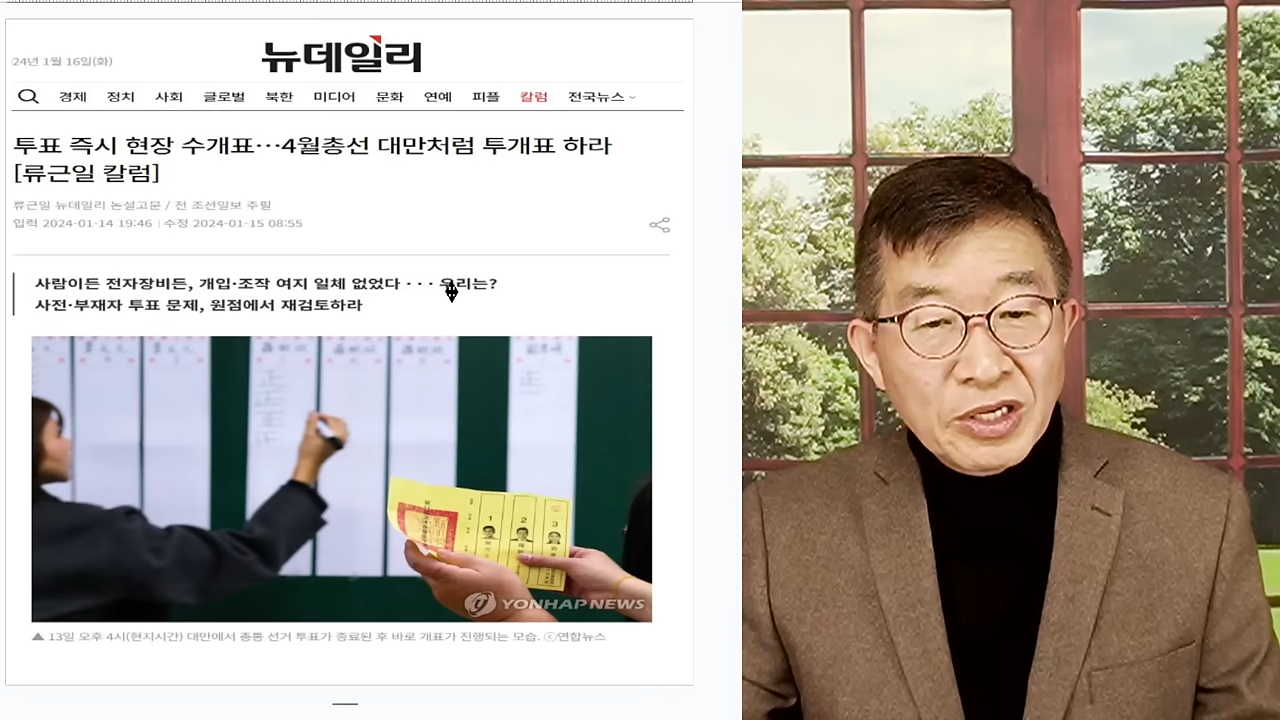 24년 1월 16일(화)
뉴데일리
경제 정치 사회 글로벌 북한 미디어 문화 연예 피플 칼럼 전국뉴스
투표 즉시 현장 수개표…4월총선 대만처럼 투개표 하라
[류근일 칼럼]
류근일 뉴데일리 논설고문 / 전 조선일보 주필
입력 2024-01-14 19:46 | 수정 2024-01-15 08:55
사람이든 전자장비든, 개입·조작 여지 일체 없었다 · · · 우리는?
사전·부재자 투표 문제, 원점에서 재검토하라
1 2 3
YONHAP NEWS
▲ 13일 오후 4시(현지시간) 대만에서 총통 선거 투표가 종료된 후 바로 개표가 진행되는 모습. ⓒ연합뉴스